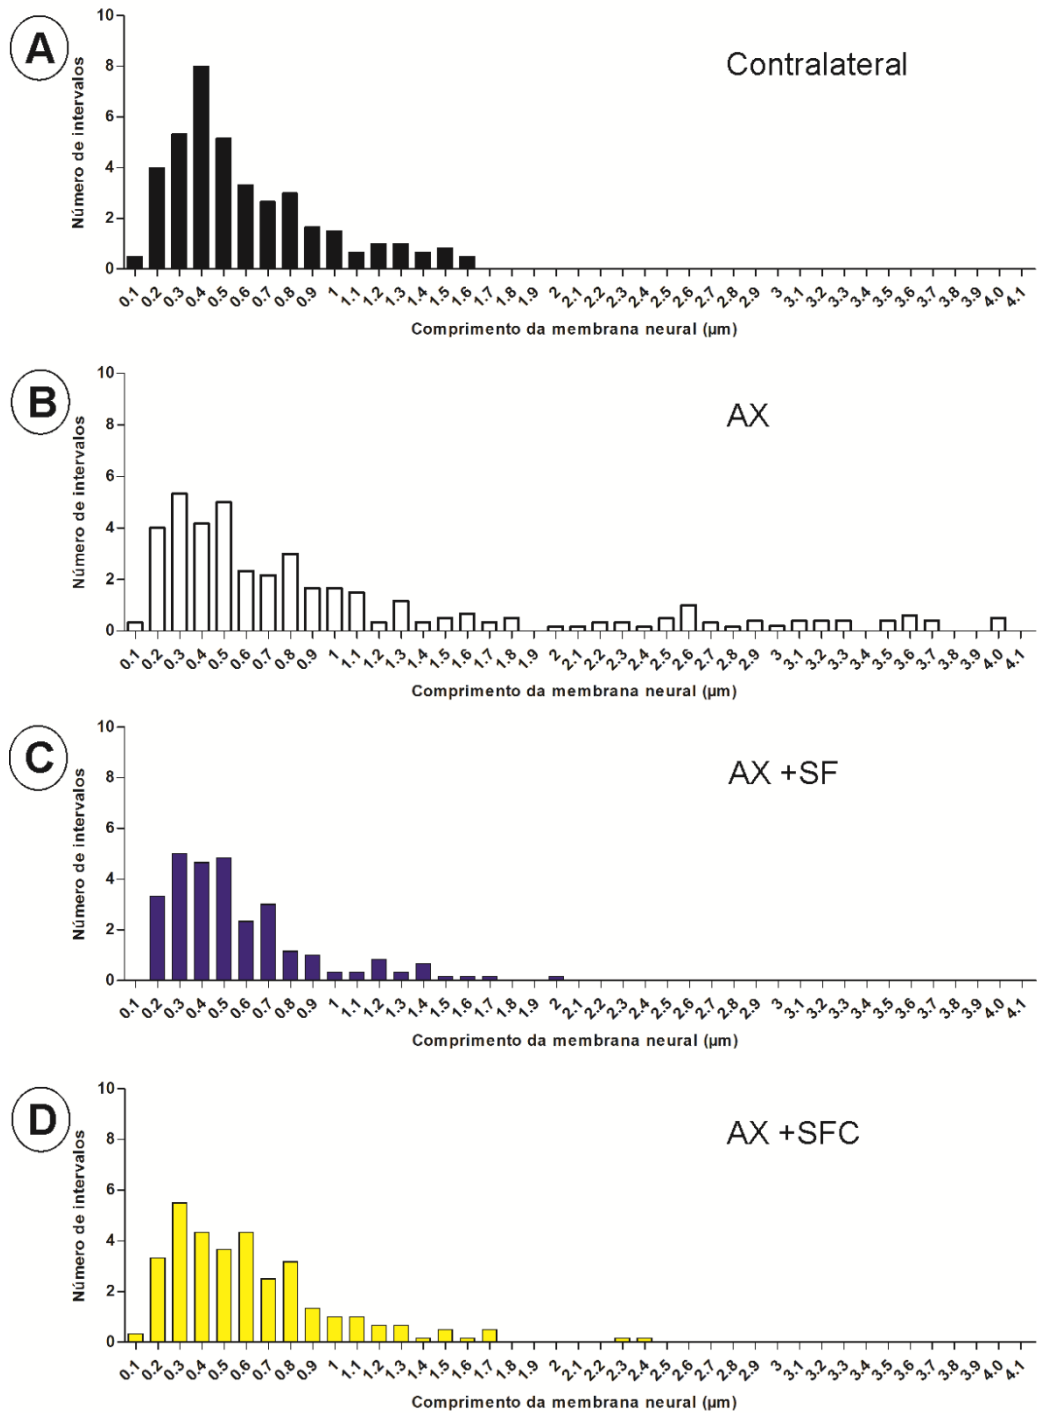 A
Contralateral
Número de intervalos
10
8
6
4
2
0
0.1 0.2 0.3 0.4 0.5 0.6 0.7 0.8 0.9 1 1.1 1.2 1.3 1.4 1.5 1.6 1.7 1.8 1.9 2 2.1 2.2 2.3 2.4 2.5 2.6 2.7 2.8 2.9 3 3.1 3.2 3.3 3.4 3.5 3.6 3.7 3.8 3.9 4.0 4.1
Comprimento da membrana neural (µm)
B
AX
Número de intervalos
10
8
6
4
2
0
0.1 0.2 0.3 0.4 0.5 0.6 0.7 0.8 0.9 1 1.1 1.2 1.3 1.4 1.5 1.6 1.7 1.8 1.9 2 2.1 2.2 2.3 2.4 2.5 2.6 2.7 2.8 2.9 3 3.1 3.2 3.3 3.4 3.5 3.6 3.7 3.8 3.9 4.0 4.1
Comprimento da membrana neural (µm)
C
AX +SF
Número de intervalos
10
8
6
4
2
0
0.1 0.2 0.3 0.4 0.5 0.6 0.7 0.8 0.9 1 1.1 1.2 1.3 1.4 1.5 1.6 1.7 1.8 1.9 2 2.1 2.2 2.3 2.4 2.5 2.6 2.7 2.8 2.9 3 3.1 3.2 3.3 3.4 3.5 3.6 3.7 3.8 3.9 4.0 4.1
Comprimento da membrana neural (µm)
D
AX +SFC
Número de intervalos
10
8
6
4
2
0
0.1 0.2 0.3 0.4 0.5 0.6 0.7 0.8 0.9 1 1.1 1.2 1.3 1.4 1.5 1.6 1.7 1.8 1.9 2 2.1 2.2 2.3 2.4 2.5 2.6 2.7 2.8 2.9 3 3.1 3.2 3.3 3.4 3.5 3.6 3.7 3.8 3.9 4.0 4.1
Comprimento da membrana neural (µm)